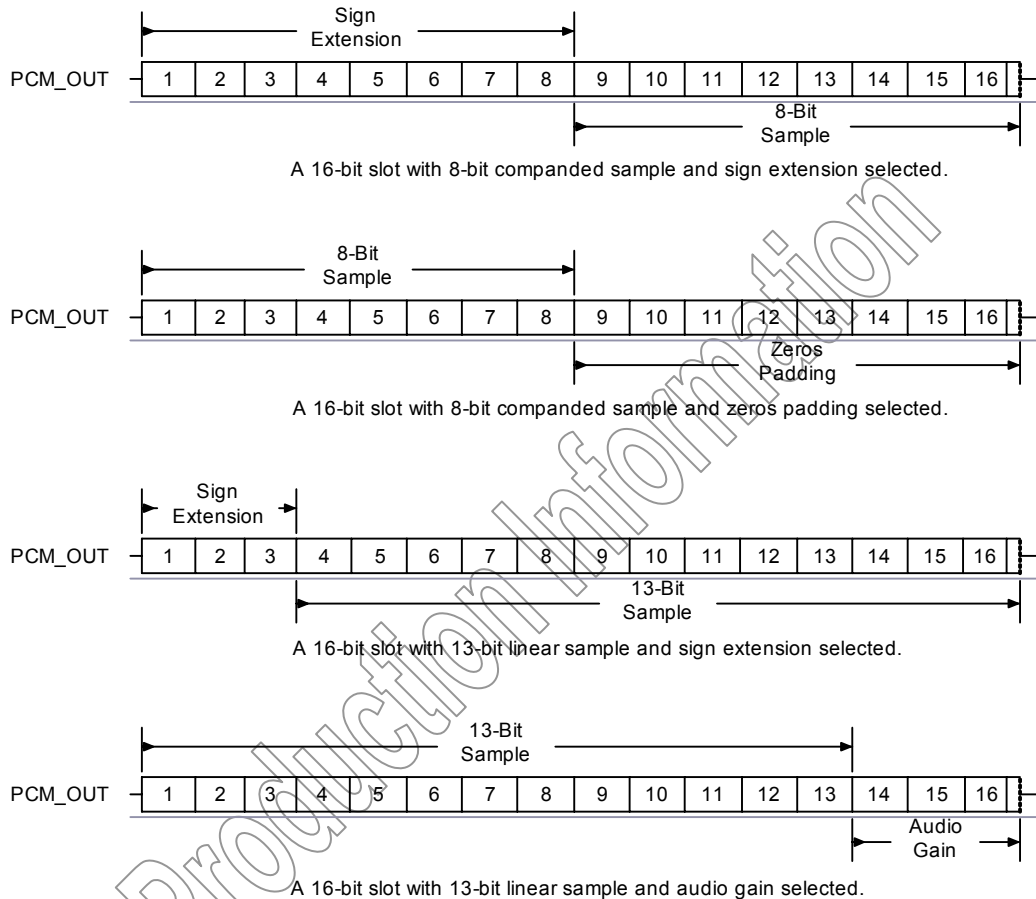 Sign
Extension
PCM_OUT 1 2 3 4 5 6 7 8 9 10 11 12 13 14 15 16
8-Bit
Sample
A 16-bit slot with 8-bit companded sample and sign extension selected.
8-Bit
Sample
PCM_OUT 1 2 3 4 5 6 7 8 9 10 11 12 13 14 15 16
Zeros
Padding
A 16-bit slot with 8-bit companded sample and zeros padding selected.
Sign
Extension
PCM_OUT 1 2 3 4 5 6 7 8 9 10 11 12 13 14 15 16
13-Bit
Sample
A 16-bit slot with 13-bit linear sample and sign extension selected.
13-Bit
Sample
PCM_OUT 1 2 3 4 5 6 7 8 9 10 11 12 13 14 15 16
Audio
Gain
A 16-bit slot with 13-bit linear sample and audio gain selected.
Production Information